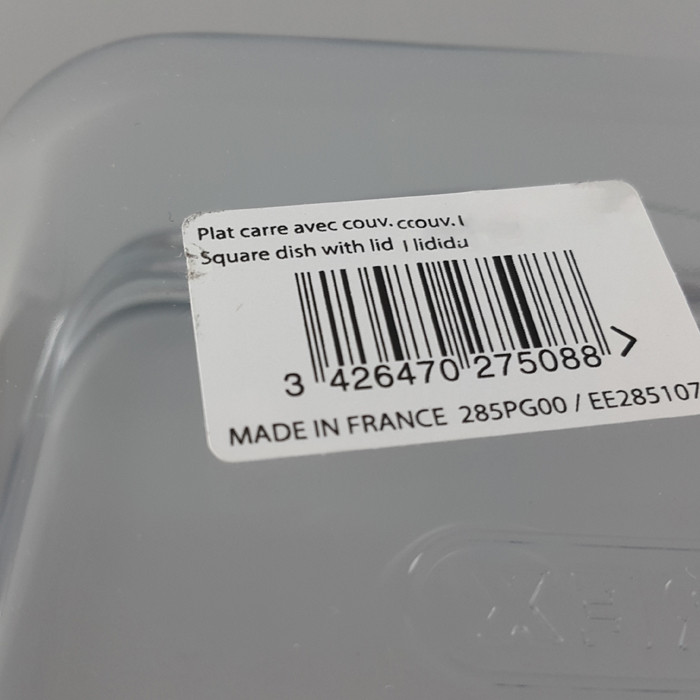 Plat carre avec couv. ccouv.l
Square dish with lid l lididu
3 426470 275088 >
MADE IN FRANCE 285PG00 / EE285107